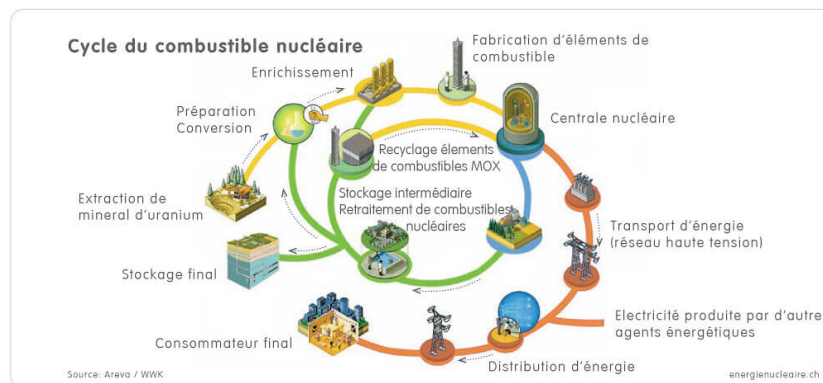 Cycle du combustible nucléaire
Fabrication d'éléments de
combustible
Enrichissement
Préparation
Conversion
Centrale nucléaire
Recyclage élements
de combustibles MOX
Extraction de
mineral d'uranium
Stockage intermédiaire
Retraitement de combustibles
nucléaires
Transport d'énergie
(réseau haute tension)
Stockage final
Electricité produite par d'autre
agents énergétiques
Consommateur final
Distribution d'énergie
Source: Areva / WWK
energienucleaire.ch